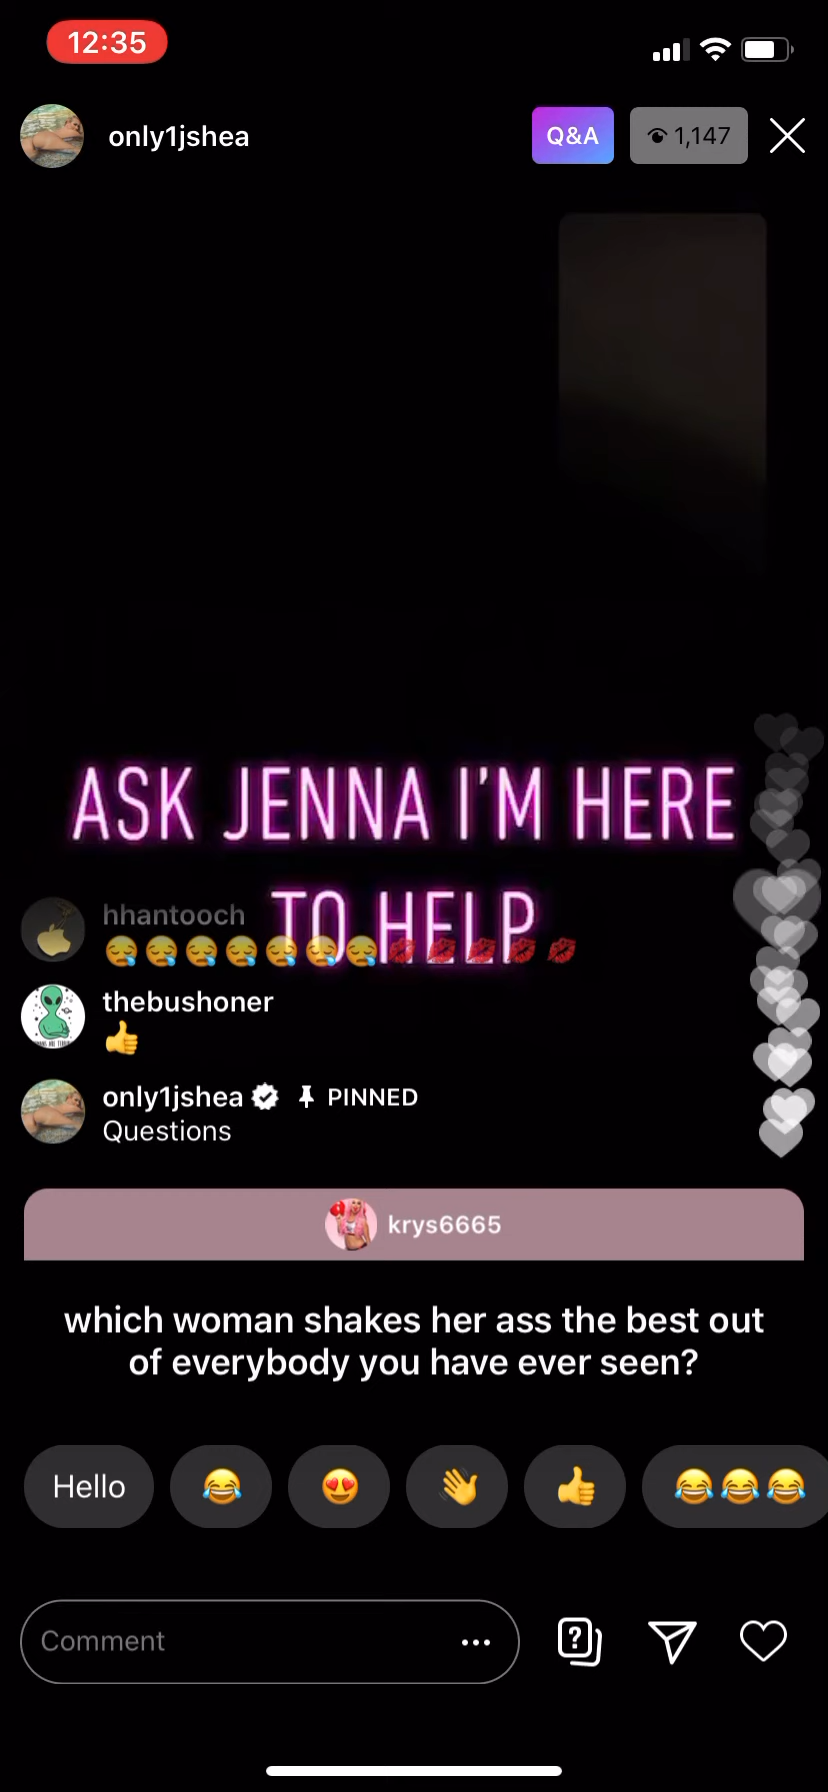 12:35
only1jshea
Q&A
1,147
ASK JENNA I'M HERE
TO HELP
hhantooch
😪😪😪😪😪😪😪💋💋💋💋💋
thebushoner
👍
only1jshea PINNED
Questions
krys6665
which woman shakes her ass the best out
of everybody you have ever seen?
Hello 😂 😍 👋 👍 😂😂😂
Comment